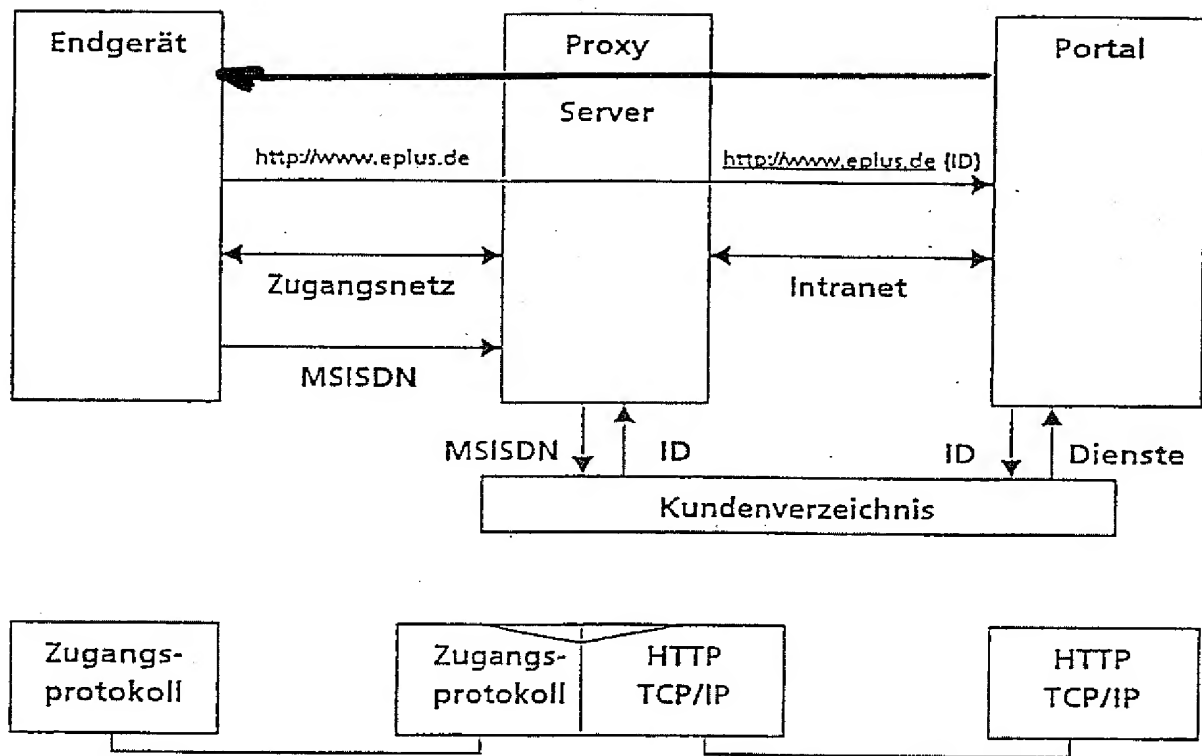 Endgerät
Proxy
Server
Portal
http://www.eplus.de
http://www.eplus.de {ID}
Zugangsnetz
Intranet
MSISDN
MSISDN
ID
ID
Dienste
Kundenverzeichnis
Zugangs-
protokoll
Zugangs-
protokoll
HTTP
TCP/IP
HTTP
TCP/IP